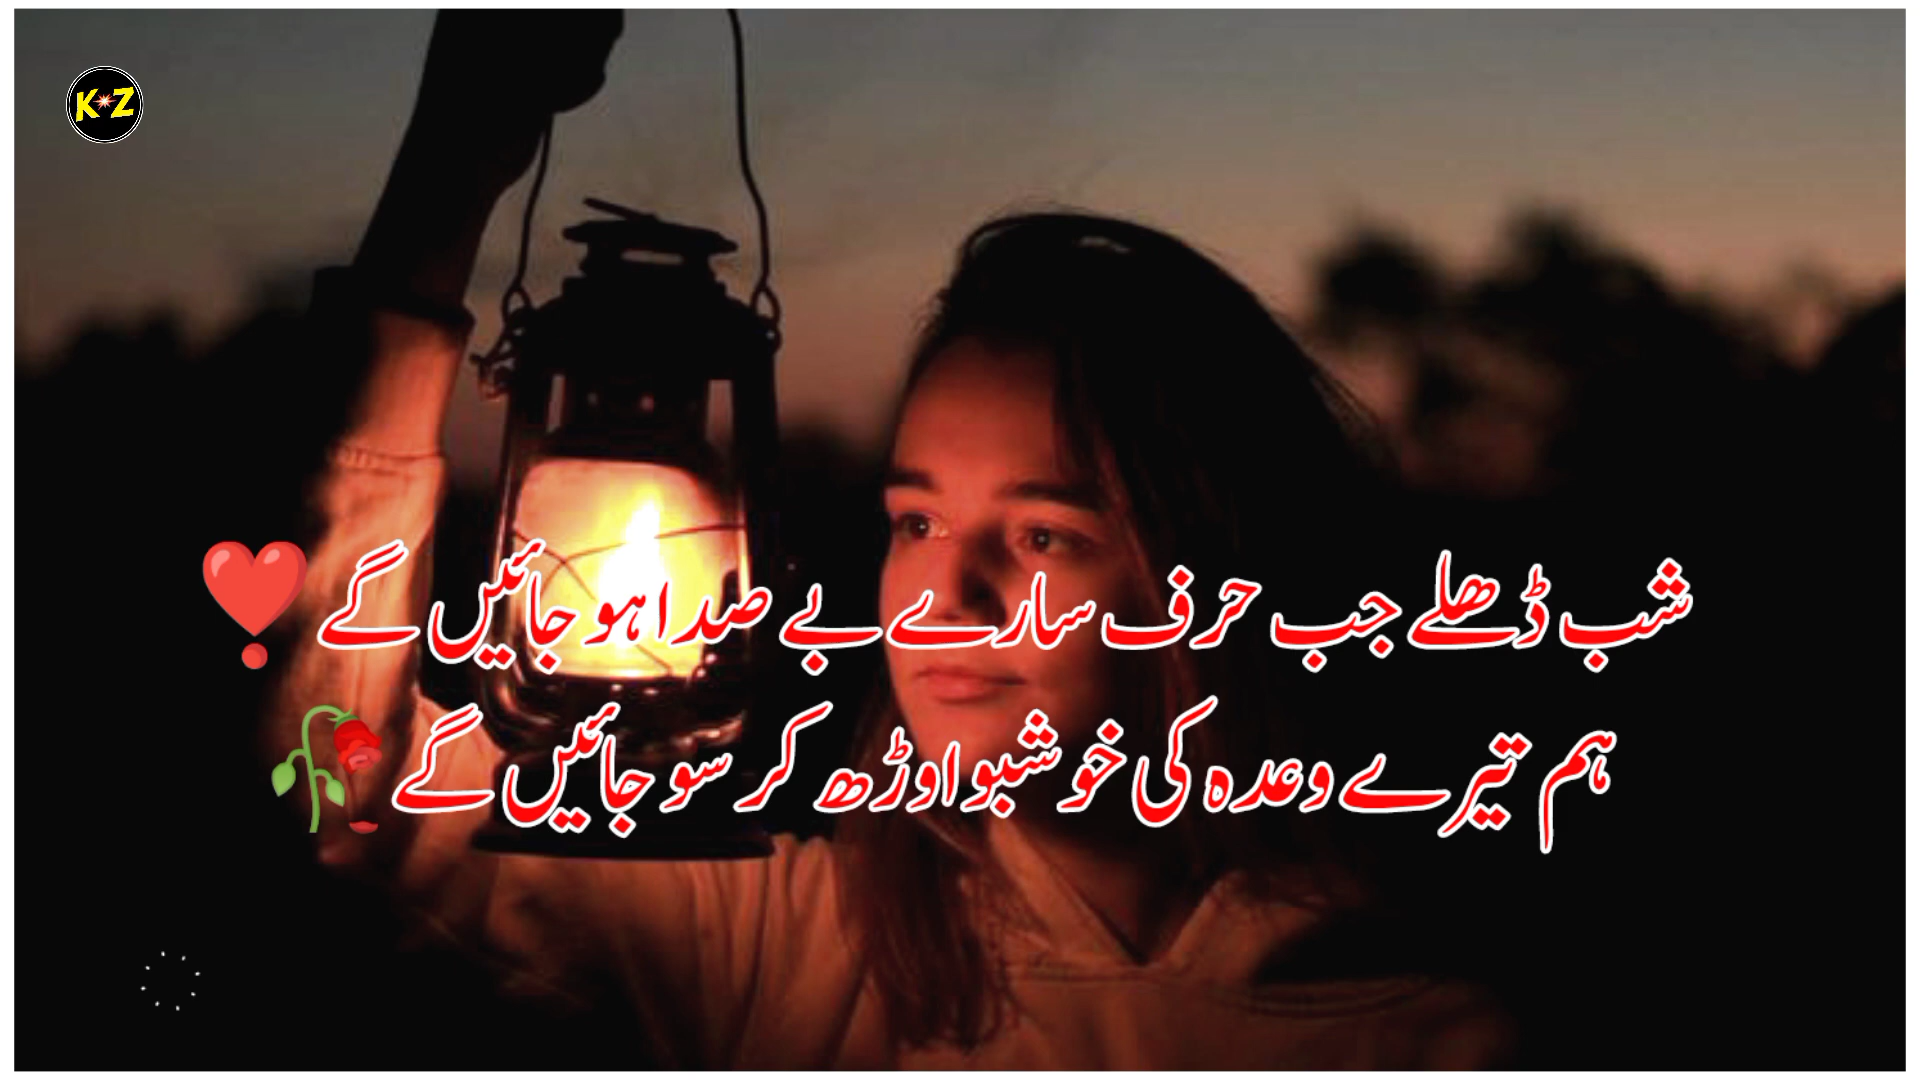 K*Z
شب ڈھلے جب حرف سارے بے صدا ہو جائیں گے
ہم تیرے وعدہ کی خوشبو اوڑھ کر سو جائیں گے